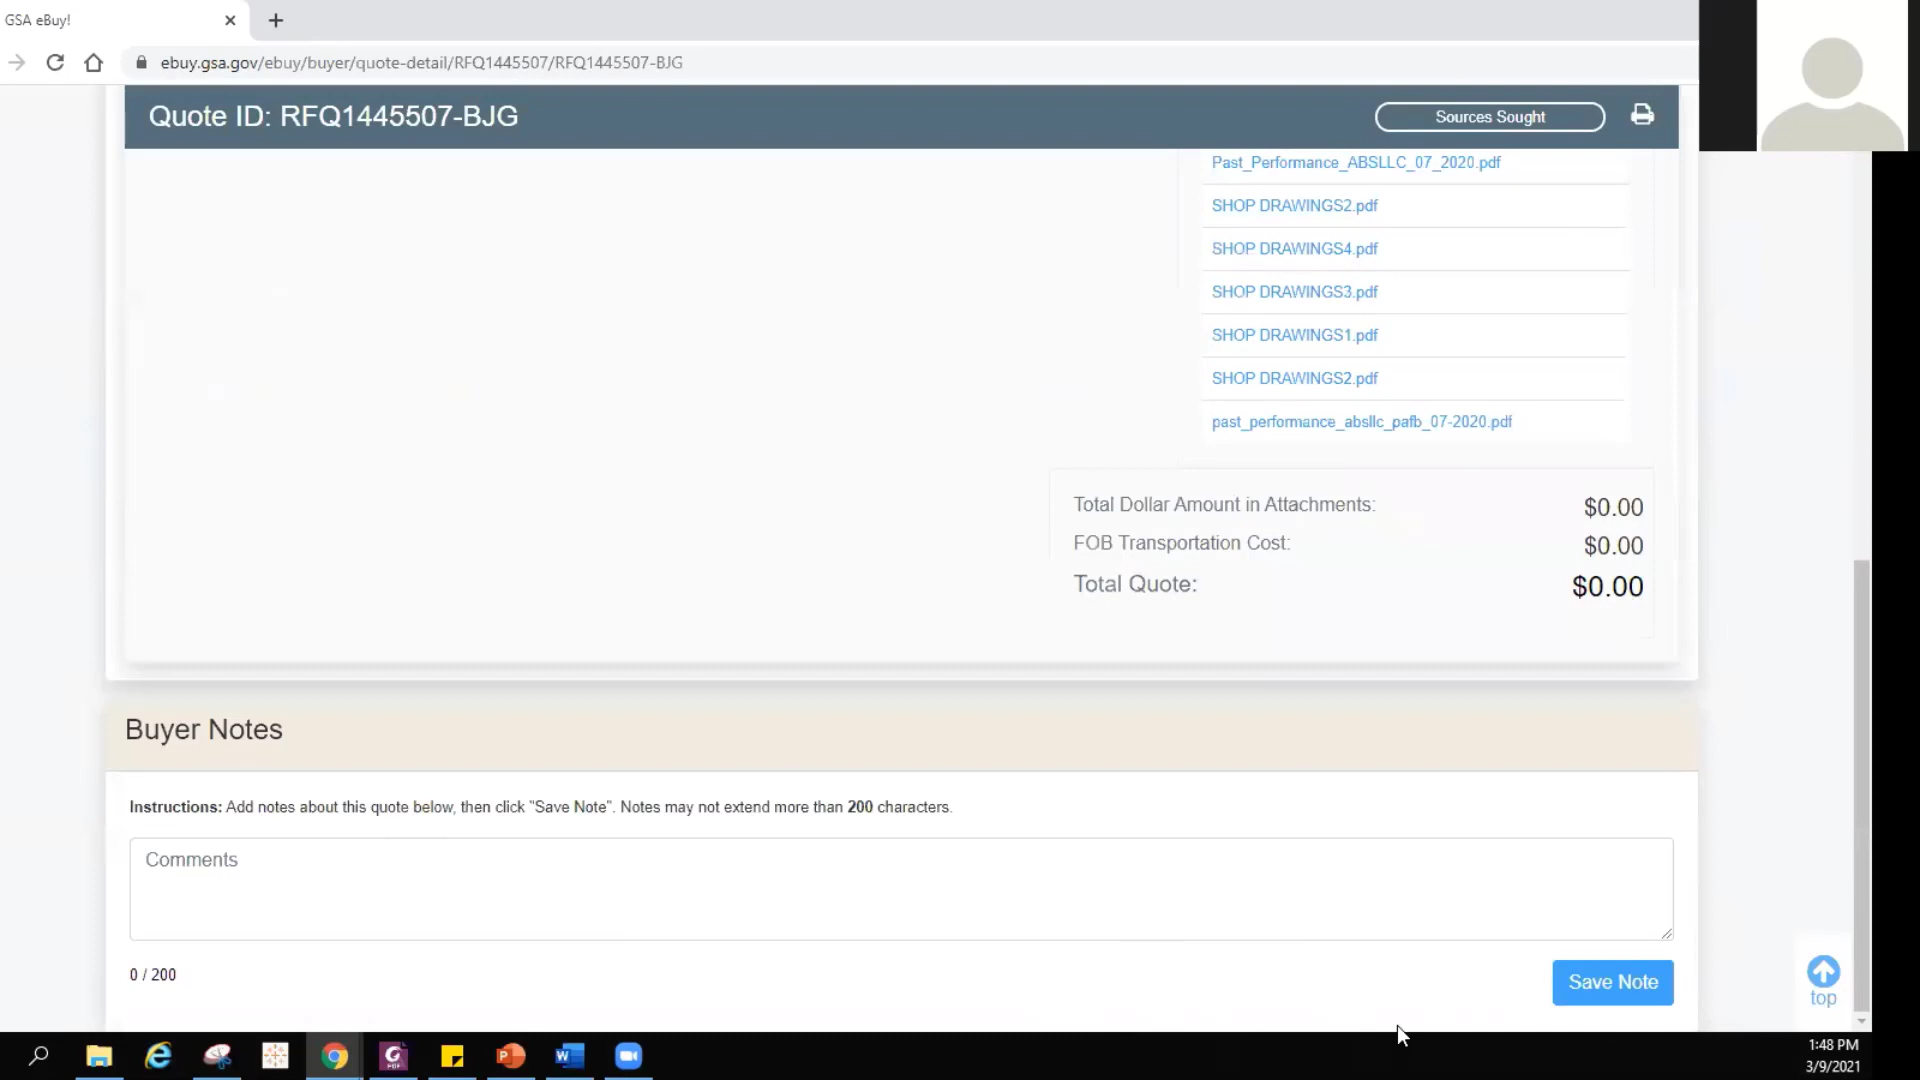 GSA eBuy!
ebuy.gsa.gov/ebuy/buyer/quote-detail/RFQ1445507/RFQ1445507-BJG
Quote ID: RFQ1445507-BJG
Sources Sought
Past_Performance_ABSLLC_07_2020.pdf
SHOP DRAWINGS2.pdf
SHOP DRAWINGS4.pdf
SHOP DRAWINGS3.pdf
SHOP DRAWINGS1.pdf
SHOP DRAWINGS2.pdf
past_performance_absllc_pafb_07-2020.pdf
Total Dollar Amount in Attachments: $0.00
FOB Transportation Cost: $0.00
Total Quote: $0.00
Buyer Notes
Instructions: Add notes about this quote below, then click "Save Note". Notes may not extend more than 200 characters.
Comments
0 / 200
Save Note
top
1:48 PM
3/9/2021